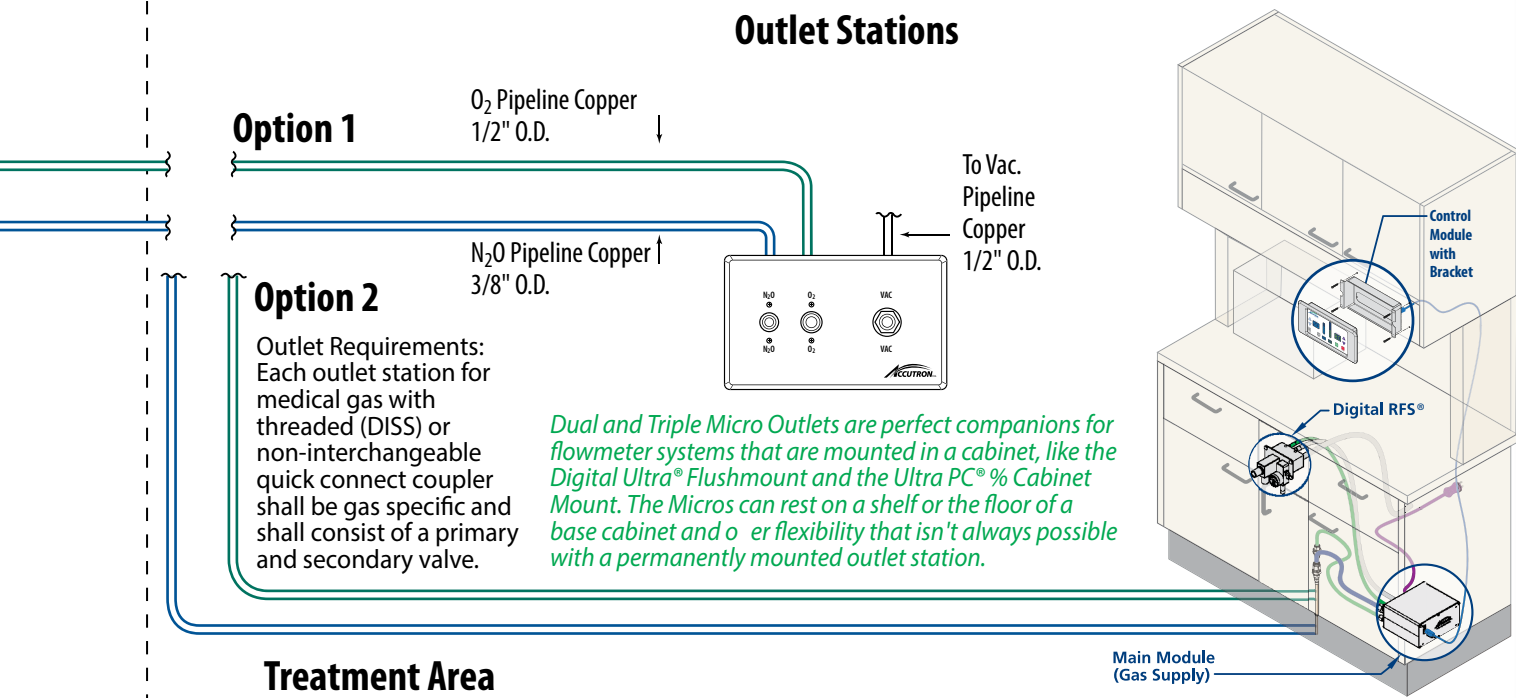 Outlet Stations
Option 1
O₂ Pipeline Copper
1/2" O.D.
To Vac.
Pipeline
Copper
1/2" O.D.
N₂O Pipeline Copper
3/8" O.D.
Option 2
Outlet Requirements:
Each outlet station for
medical gas with
threaded (DISS) or
non-interchangeable
quick connect coupler
shall be gas specific and
shall consist of a primary
and secondary valve.
N₂O O₂ VAC
N₂O O₂ VAC
ACCUTRON
Dual and Triple Micro Outlets are perfect companions for
flowmeter systems that are mounted in a cabinet, like the
Digital Ultra® Flushmount and the Ultra PC® % Cabinet
Mount. The Micros can rest on a shelf or the floor of a
base cabinet and o er flexibility that isn't always possible
with a permanently mounted outlet station.
Control
Module
with
Bracket
Digital RFS®
Main Module
(Gas Supply)
Treatment Area